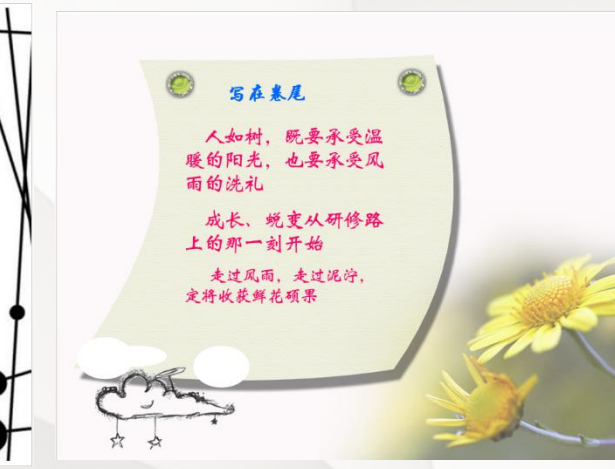 写在卷尾
人如树，既要承受温
暖的阳光，也要承受风
雨的洗礼
成长、蜕变从研修路
上的那一刻开始
走过风雨，走过泥泞，
定将收获鲜花硕果